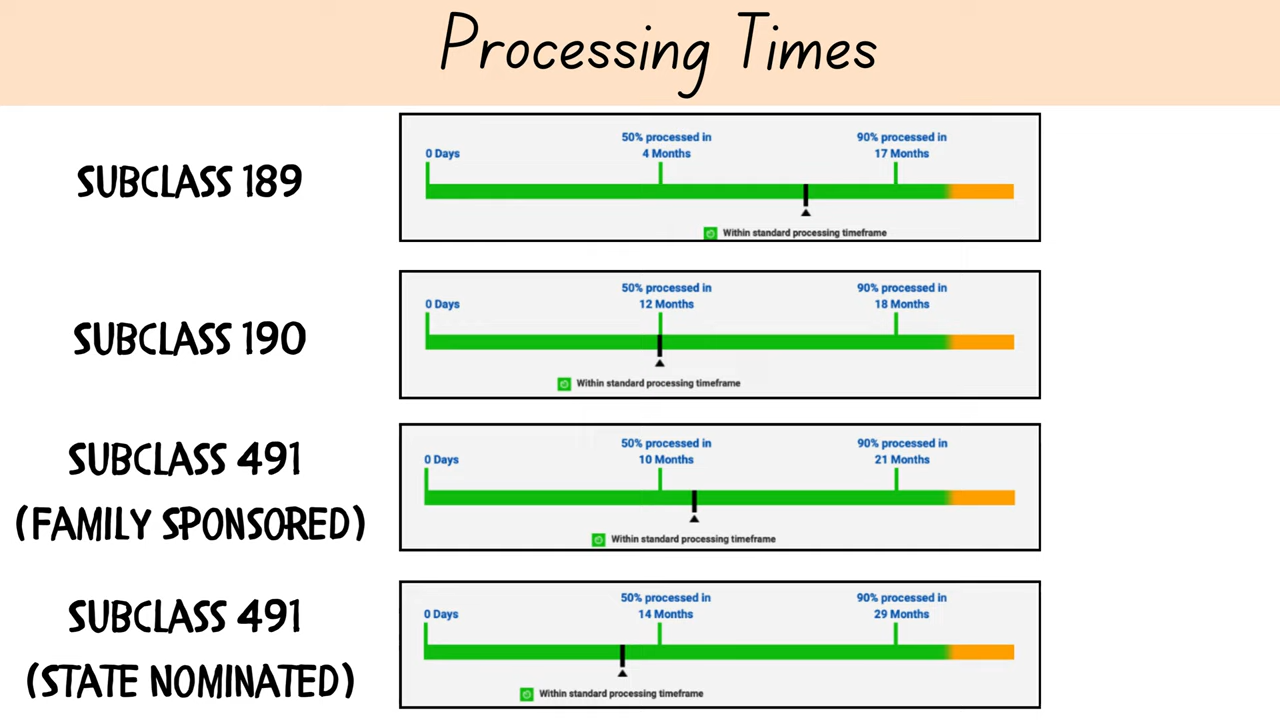 Processing Times
SUBCLASS 189
0 Days
50% processed in
4 Months
90% processed in
17 Months
Within standard processing timeframe
SUBCLASS 190
0 Days
50% processed in
12 Months
90% processed in
18 Months
Within standard processing timeframe
SUBCLASS 491
(FAMILY SPONSORED)
0 Days
50% processed in
10 Months
90% processed in
21 Months
Within standard processing timeframe
SUBCLASS 491
(STATE NOMINATED)
0 Days
50% processed in
14 Months
90% processed in
29 Months
Within standard processing timeframe